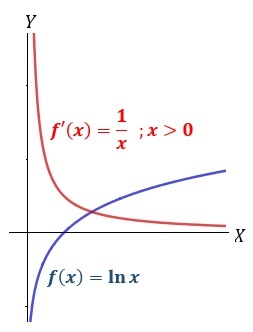 Y
f′(x) = 1/x ; x > 0
X
f(x) = ln x